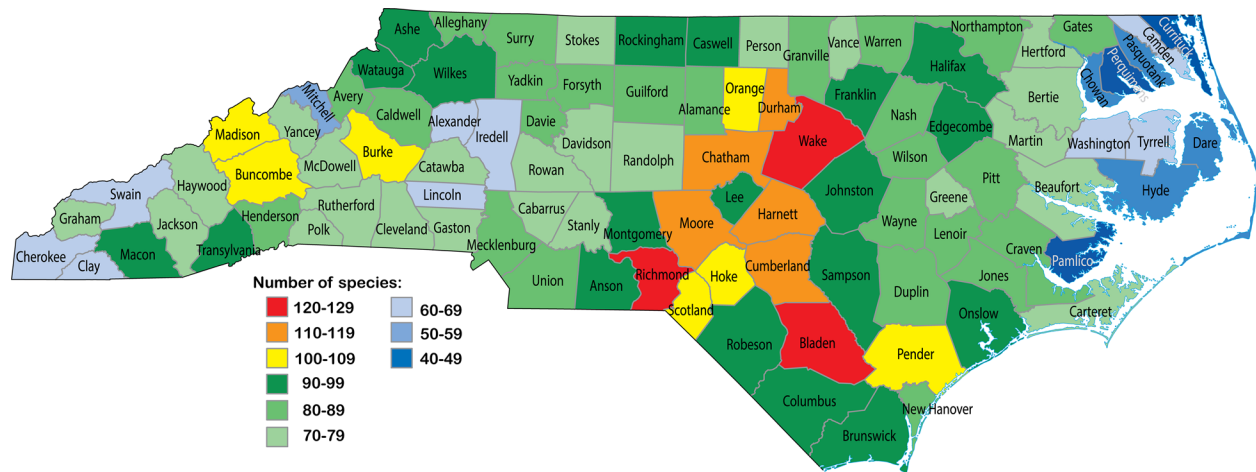 Ashe
Alleghany
Surry
Stokes
Rockingham
Caswell
Person
Granville
Vance
Warren
Northampton
Gates
Hertford
Camden
Currituck
Pasquotank
Perquimans
Chowan
Watauga
Wilkes
Yadkin
Forsyth
Guilford
Alamance
Orange
Durham
Franklin
Halifax
Bertie
Mitchell
Avery
Caldwell
Alexander
Iredell
Davie
Davidson
Randolph
Chatham
Wake
Nash
Edgecombe
Martin
Washington
Tyrrell
Dare
Madison
Yancey
Burke
McDowell
Catawba
Rowan
Wilson
Pitt
Beaufort
Hyde
Buncombe
Haywood
Swain
Lincoln
Lee
Johnston
Greene
Graham
Jackson
Henderson
Rutherford
Polk
Cleveland
Gaston
Cabarrus
Stanly
Montgomery
Moore
Harnett
Wayne
Lenoir
Craven
Pamlico
Cherokee
Clay
Macon
Transylvania
Mecklenburg
Union
Anson
Richmond
Hoke
Cumberland
Sampson
Duplin
Jones
Carteret
Scotland
Robeson
Bladen
Pender
Onslow
Columbus
Brunswick
New Hanover
Number of species:
120-129
110-119
100-109
90-99
80-89
70-79
60-69
50-59
40-49